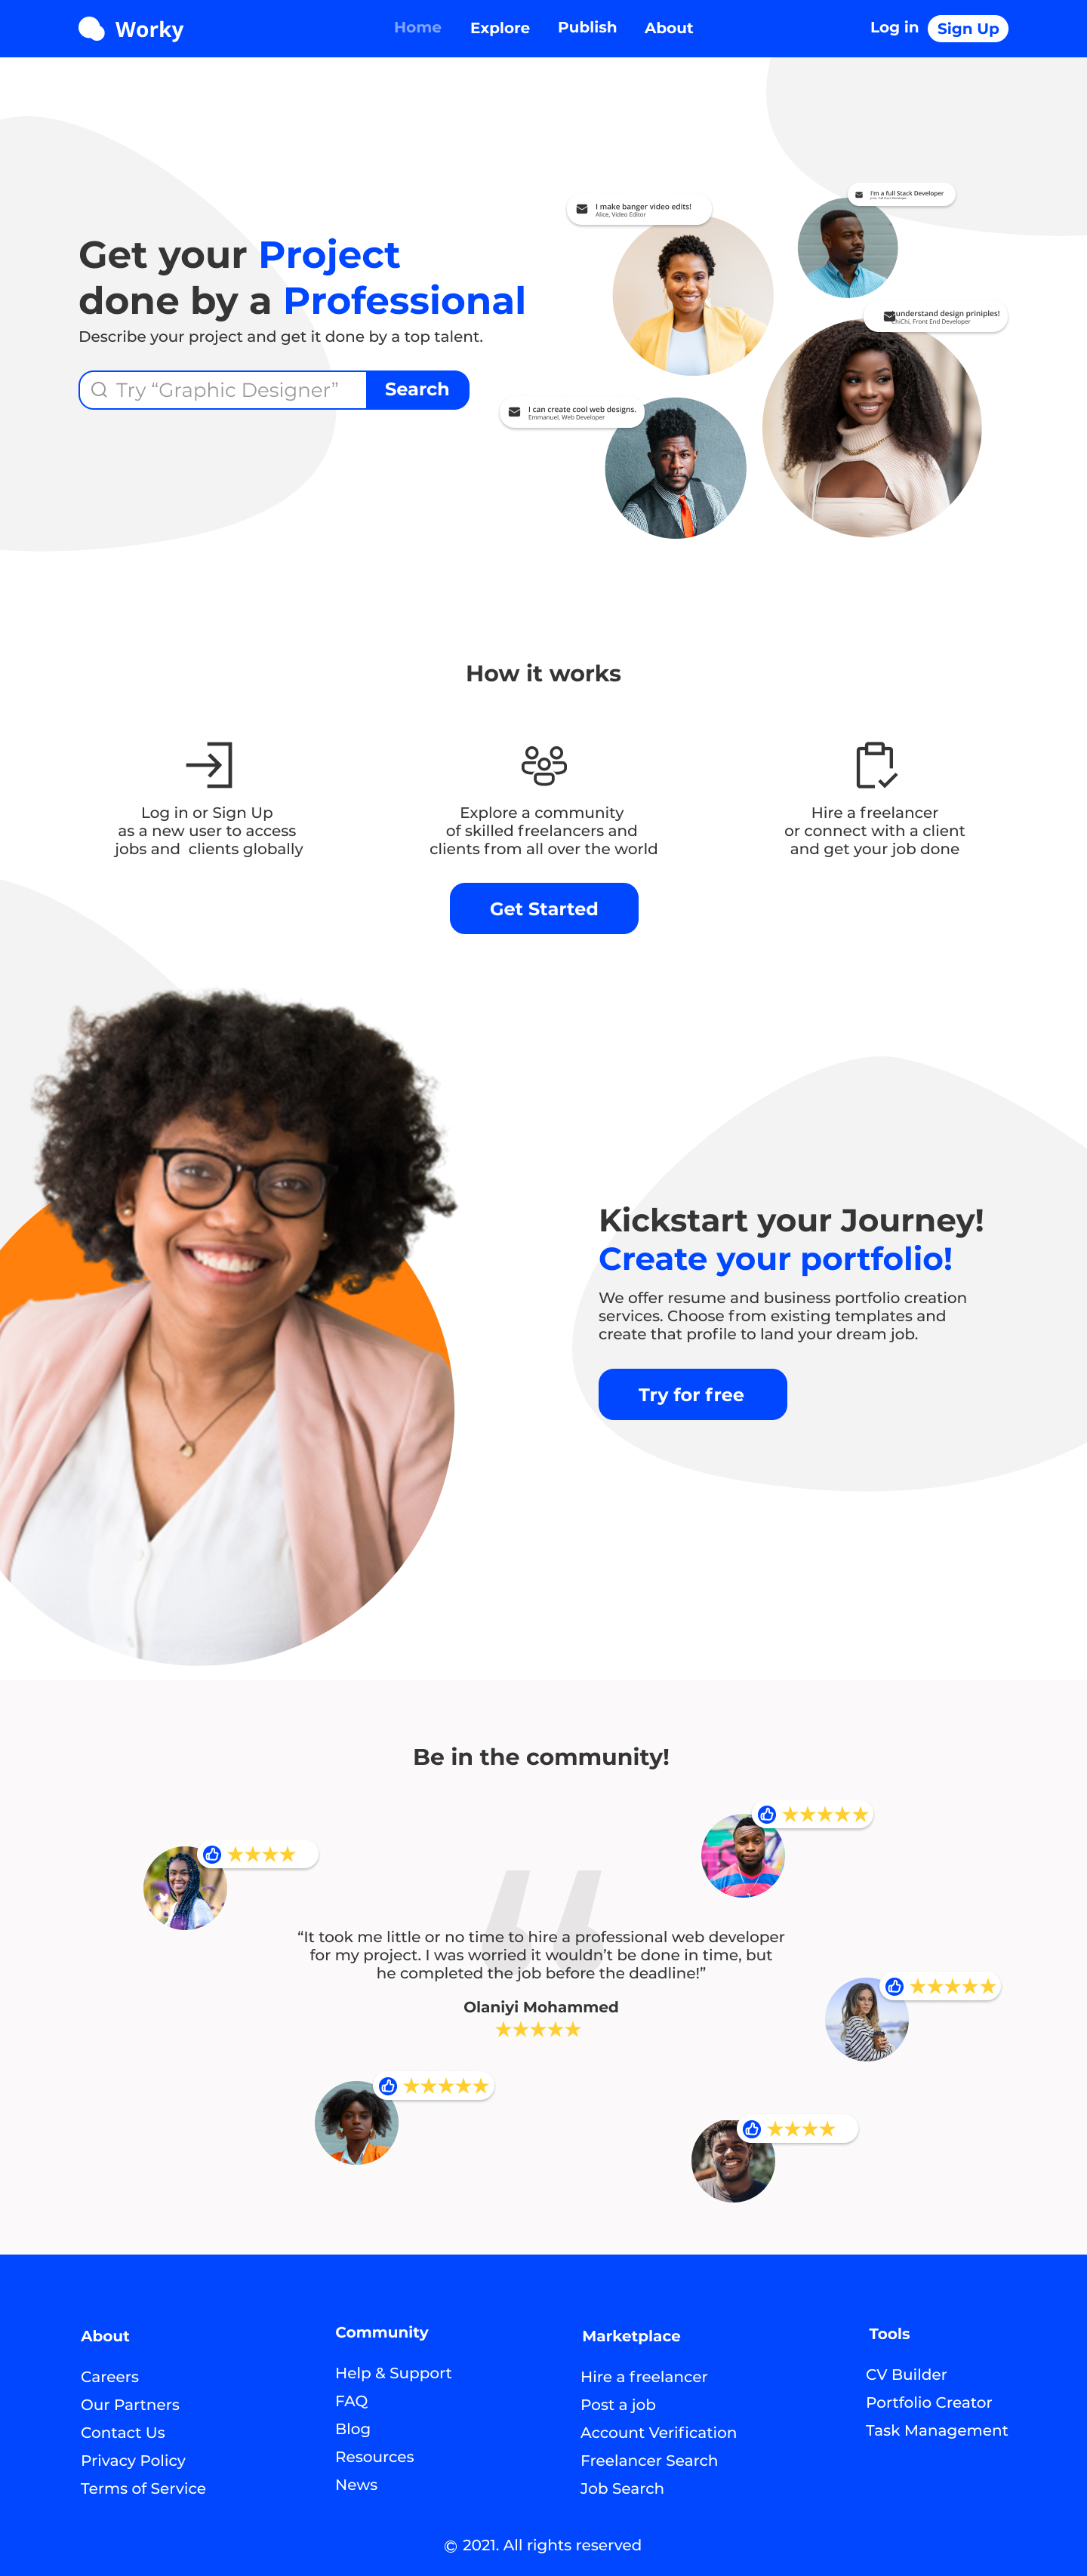 Worky
Home
Explore
Publish
About
Log in
Sign Up
Get your Project
done by a Professional
Describe your project and get it done by a top talent.
Try “Graphic Designer”
Search
I make banger video edits!
Alice, Video Editor
I'm a full Stack Developer
Full Stack Developer
understand design priniples!
ChiChi, Front End Developer
I can create cool web designs.
Emmanuel, Web Developer
How it works
Log in or Sign Up
as a new user to access
jobs and clients globally
Explore a community
of skilled freelancers and
clients from all over the world
Hire a freelancer
or connect with a client
and get your job done
Get Started
Kickstart your Journey!
Create your portfolio!
We offer resume and business portfolio creation
services. Choose from existing templates and
create that profile to land your dream job.
Try for free
Be in the community!
“
“It took me little or no time to hire a professional web developer
for my project. I was worried it wouldn’t be done in time, but
he completed the job before the deadline!”
Olaniyi Mohammed
About
Careers
Our Partners
Contact Us
Privacy Policy
Terms of Service
Community
Help & Support
FAQ
Blog
Resources
News
Marketplace
Hire a freelancer
Post a job
Account Verification
Freelancer Search
Job Search
Tools
CV Builder
Portfolio Creator
Task Management
© 2021. All rights reserved